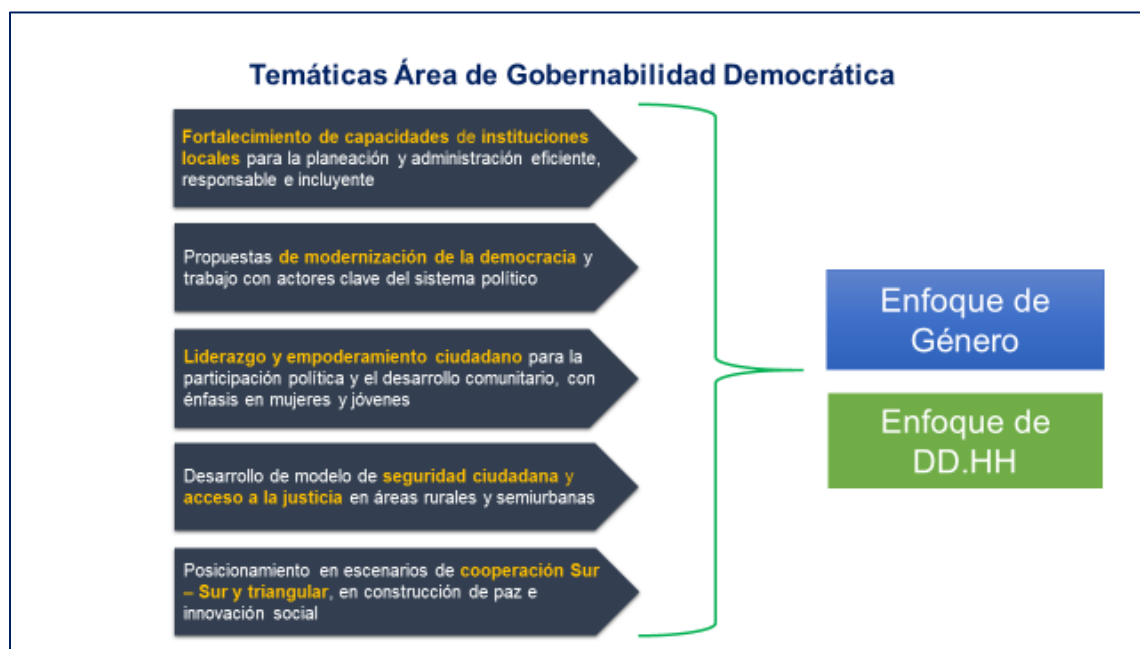 Temáticas Área de Gobernabilidad Democrática
Fortalecimiento de capacidades de instituciones
locales para la planeación y administración eficiente,
responsable e incluyente
Propuestas de modernización de la democracia y
trabajo con actores clave del sistema político
Liderazgo y empoderamiento ciudadano para la
participación política y el desarrollo comunitario, con
énfasis en mujeres y jóvenes
Desarrollo de modelo de seguridad ciudadana y
acceso a la justicia en áreas rurales y semiurbanas
Posicionamiento en escenarios de cooperación Sur
– Sur y triangular, en construcción de paz e
innovación social
Enfoque de
Género
Enfoque de
DD.HH